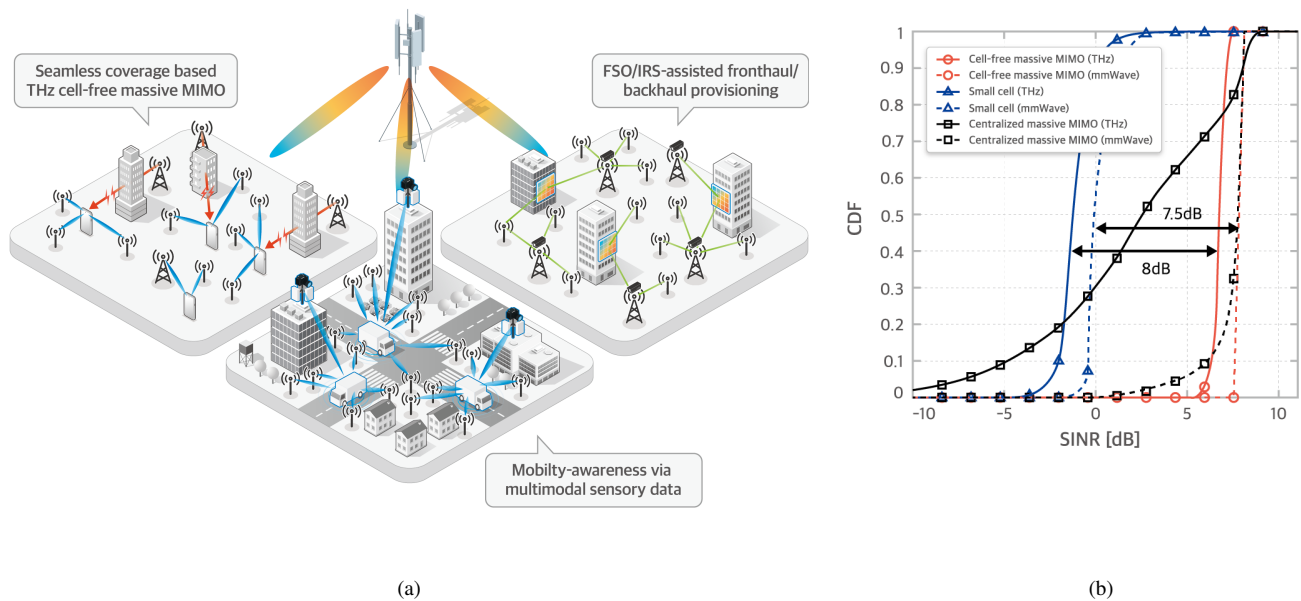 Seamless coverage based
THz cell-free massive MIMO
FSO/IRS-assisted fronthaul/
backhaul provisioning
Mobilty-awareness via
multimodal sensory data
(a)
Cell-free massive MIMO (THz)
Cell-free massive MIMO (mmWave)
Small cell (THz)
Small cell (mmWave)
Centralized massive MIMO (THz)
Centralized massive MIMO (mmWave)
CDF
1
0.9
0.8
0.7
0.6
0.5
0.4
0.3
0.2
0.1
0
7.5dB
8dB
-10
-5
0
5
10
SINR [dB]
(b)